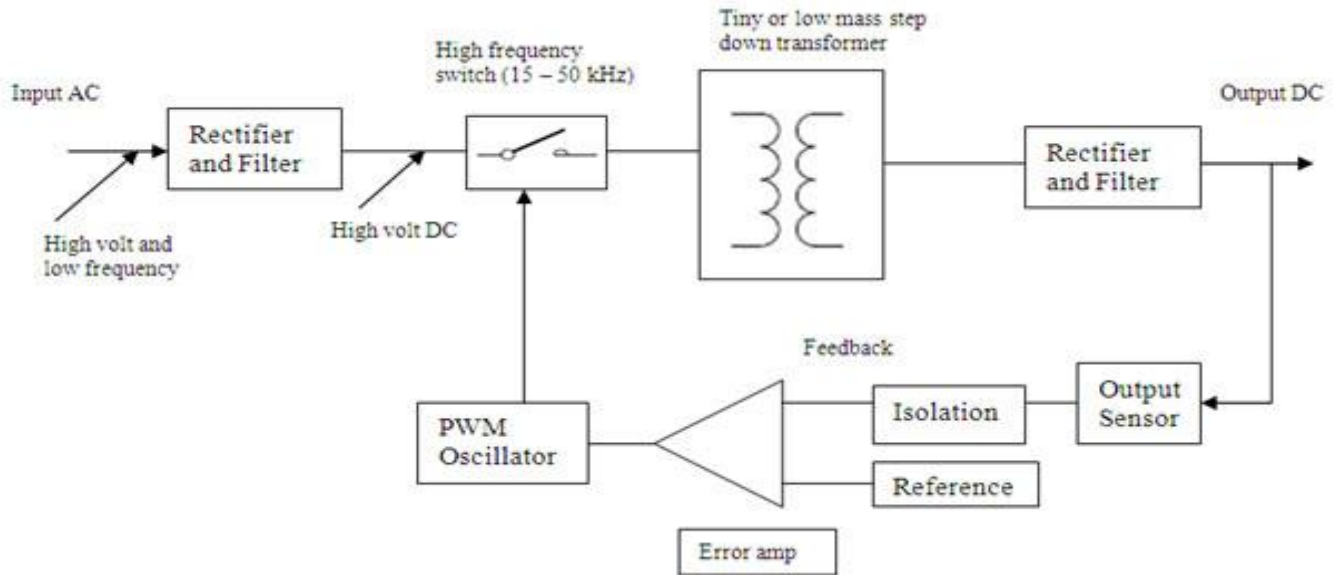 Tiny or low mass step
down transformer
High frequency
switch (15 – 50 kHz)
Input AC
Output DC
Rectifier
and Filter
Rectifier
and Filter
High volt and
low frequency
High volt DC
Feedback
PWM
Oscillator
Isolation
Output
Sensor
Reference
Error amp